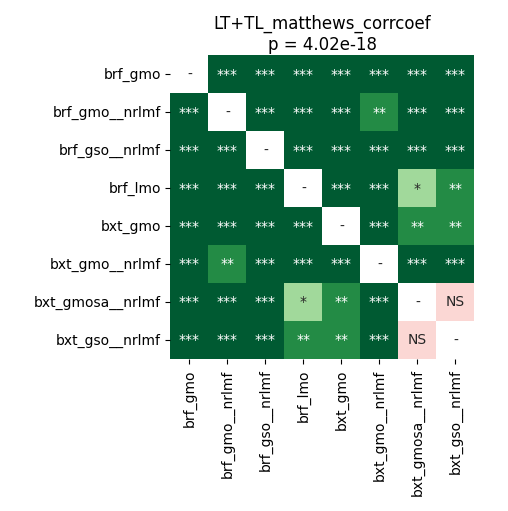 LT+TL_matthews_corrcoef
p = 4.02e-18
brf_gmo - *** *** *** *** *** *** ***
brf_gmo__nrlmf *** - *** *** *** ** *** ***
brf_gso__nrlmf *** *** - *** *** *** *** ***
brf_lmo *** *** *** - *** *** * **
bxt_gmo *** *** *** *** - *** ** **
bxt_gmo__nrlmf *** ** *** *** *** - *** ***
bxt_gmosa__nrlmf *** *** *** * ** *** - NS
bxt_gso__nrlmf *** *** *** ** ** *** NS -
brf_gmo
brf_gmo__nrlmf
brf_gso__nrlmf
brf_lmo
bxt_gmo
bxt_gmo__nrlmf
bxt_gmosa__nrlmf
bxt_gso__nrlmf